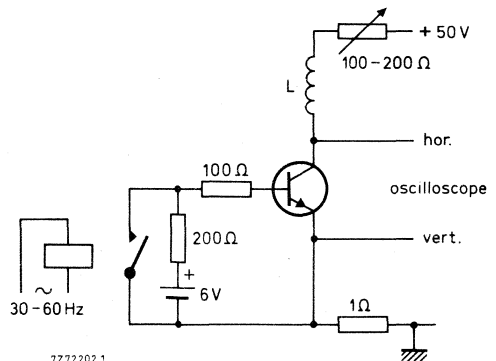 + 50 V
100 – 200 Ω
L
hor.
100 Ω
oscilloscope
200 Ω
vert.
+
6 V
~
30 – 60 Hz
1 Ω
7Z72202.1